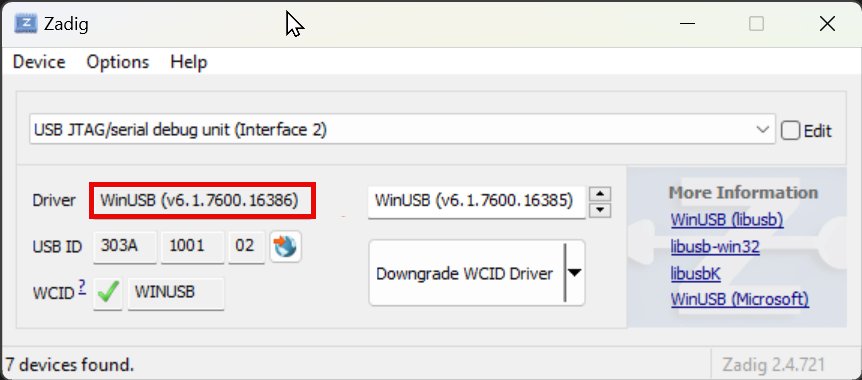 Zadig
Device Options Help
USB JTAG/serial debug unit (Interface 2)
Edit
Driver WinUSB (v6.1.7600.16386) WinUSB (v6.1.7600.16385)
USB ID 303A 1001 02
WCID ? WINUSB
Downgrade WCID Driver
More Information
WinUSB (libusb)
libusb-win32
libusbK
WinUSB (Microsoft)
7 devices found.
Zadig 2.4.721